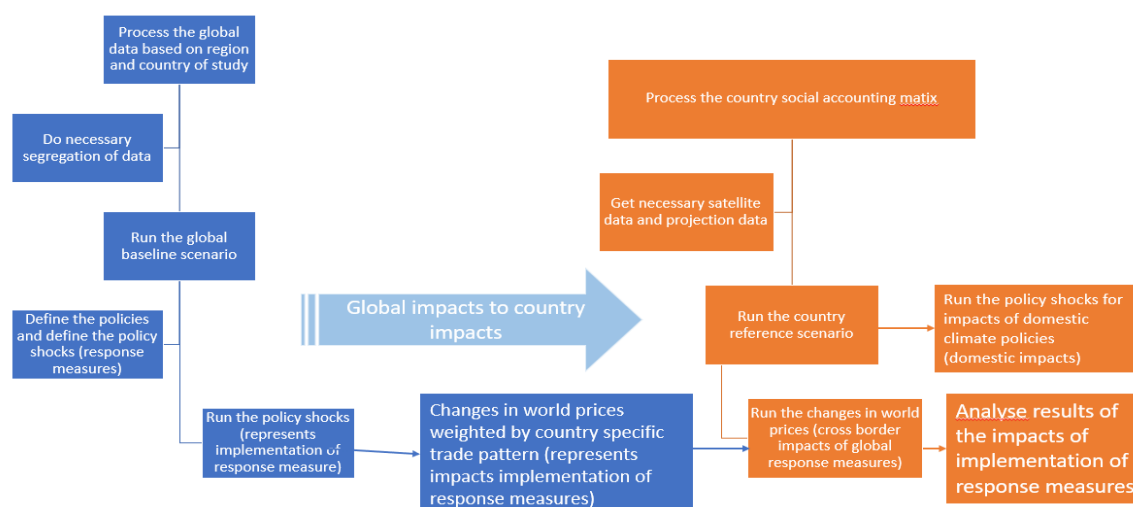 Process the global
data based on region
and country of study
Do necessary
segregation of data
Run the global
baseline scenario
Define the policies
and define the policy
shocks (response
measures)
Run the policy shocks
(represents
implementation of
response measure)
Global impacts to country
impacts
Changes in world prices
weighted by country specific
trade pattern (represents
impacts implementation of
response measures)
Process the country social accounting matix
Get necessary satellite
data and projection data
Run the country
reference scenario
Run the policy shocks for
impacts of domestic
climate policies
(domestic impacts)
Run the changes in world
prices (cross border
impacts of global
response measures)
Analyse results of
the impacts of
implementation of
response measures